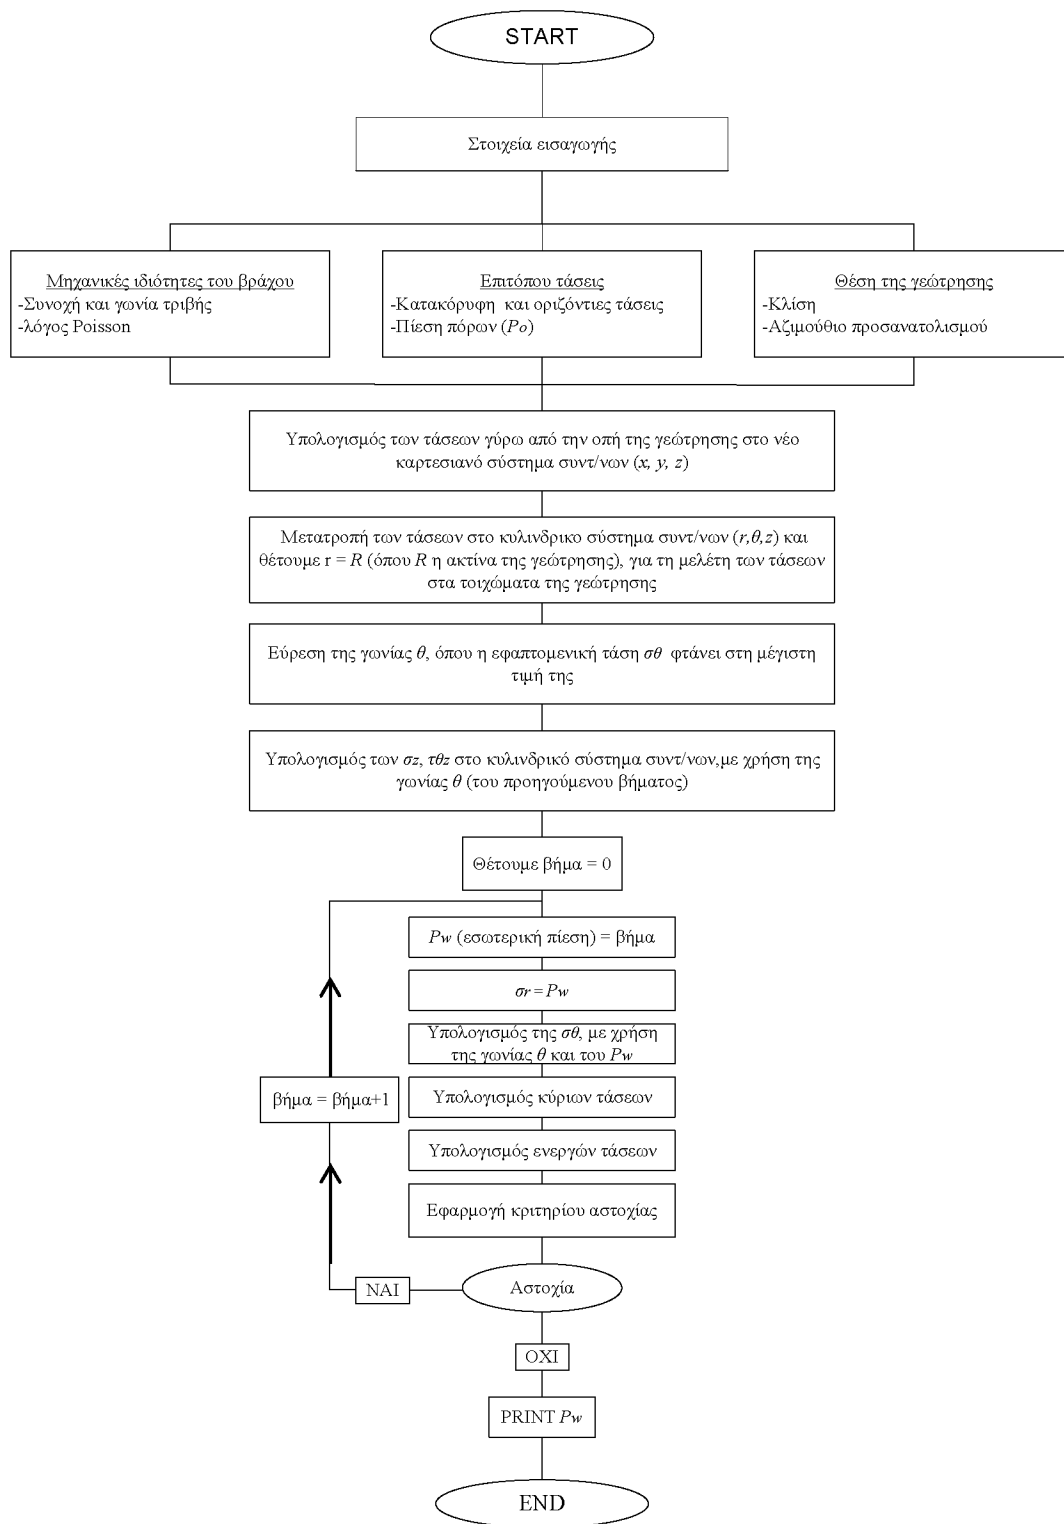 START
Στοιχεία εισαγωγής
Μηχανικές ιδιότητες του βράχου
-Συνοχή και γωνία τριβής
-λόγος Poisson
Επιτόπου τάσεις
-Κατακόρυφη και οριζόντιες τάσεις
-Πίεση πόρων (Po)
Θέση της γεώτρησης
-Κλίση
-Αζιμούθιο προσανατολισμού
Υπολογισμός των τάσεων γύρω από την οπή της γεώτρησης στο νέο
καρτεσιανό σύστημα συντ/νων (x, y, z)
Μετατροπή των τάσεων στο κυλινδρικο σύστημα συντ/νων (r,θ,z) και
θέτουμε r = R (όπου R η ακτίνα της γεώτρησης), για τη μελέτη των τάσεων
στα τοιχώματα της γεώτρησης
Εύρεση της γωνίας θ, όπου η εφαπτομενική τάση σθ φτάνει στη μέγιστη
τιμή της
Υπολογισμός των σz, τθz στο κυλινδρικό σύστημα συντ/νων,με χρήση της
γωνίας θ (του προηγούμενου βήματος)
Θέτουμε βήμα = 0
Pw (εσωτερική πίεση) = βήμα
σr = Pw
Υπολογισμός της σθ, με χρήση
της γωνίας θ και του Pw
βήμα = βήμα+1
Υπολογισμός κύριων τάσεων
Υπολογισμός ενεργών τάσεων
Εφαρμογή κριτηρίου αστοχίας
ΝΑΙ
Αστοχία
ΟΧΙ
PRINT Pw
END